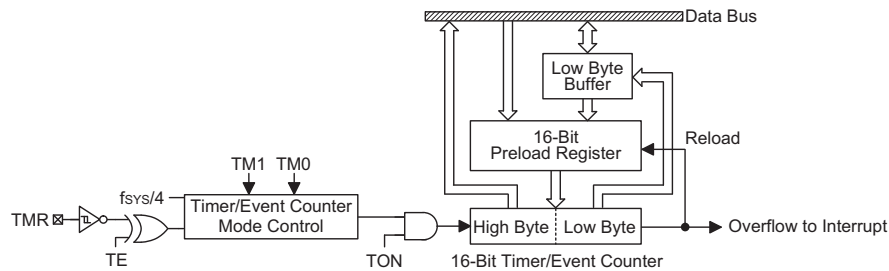 Data Bus
Low Byte
Buffer
16-Bit
Preload Register
Reload
TM1 TM0
fSYS/4
TMR
Timer/Event Counter
Mode Control
High Byte Low Byte
Overflow to Interrupt
TE
TON
16-Bit Timer/Event Counter